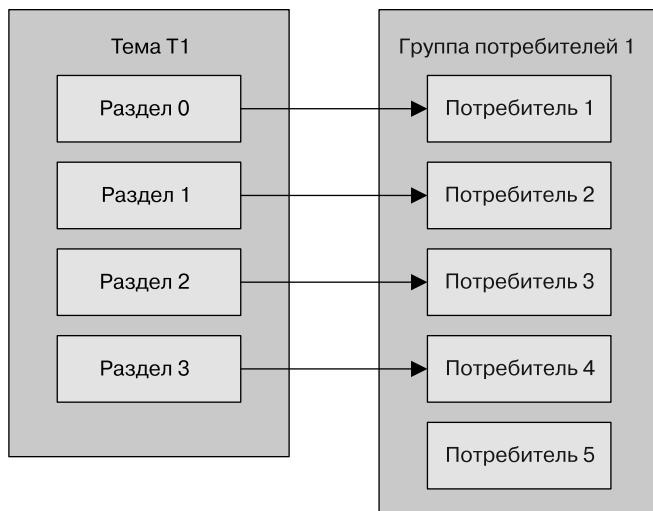 Тема T1
Раздел 0
Раздел 1
Раздел 2
Раздел 3
Группа потребителей 1
Потребитель 1
Потребитель 2
Потребитель 3
Потребитель 4
Потребитель 5